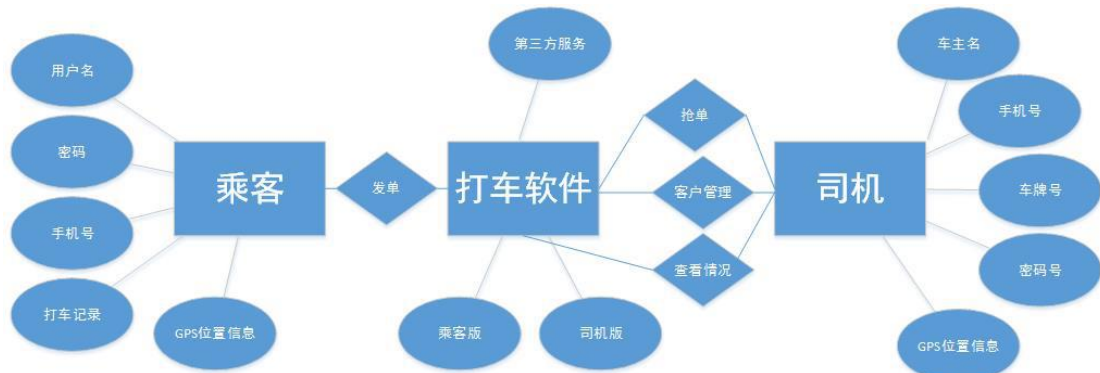 第三方服务
车主名
用户名
抢单
手机号
密码
乘客
发单
打车软件
客户管理
司机
车牌号
手机号
查看情况
密码号
打车记录
GPS位置信息
乘客版
司机版
GPS位置信息